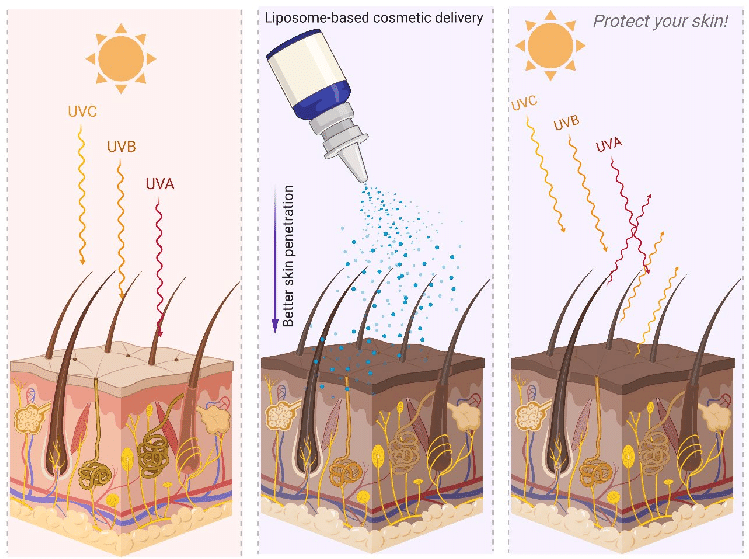 UVC
UVB
UVA
Liposome-based cosmetic delivery
Better skin penetration
Protect your skin!
UVC
UVB
UVA